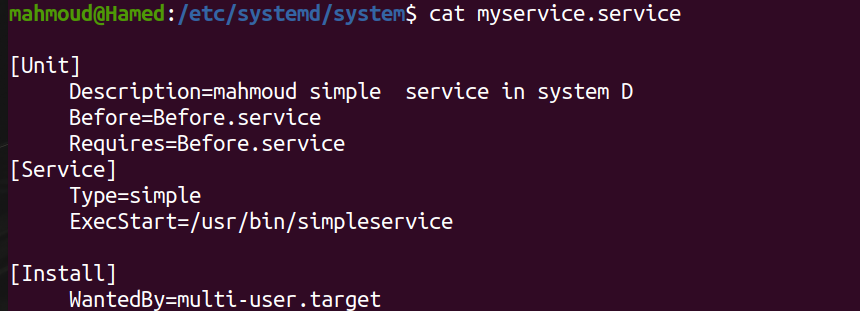 mahmoud@Hamed:/etc/systemd/system$ cat myservice.service
[Unit]
Description=mahmoud simple  service in system D
Before=Before.service
Requires=Before.service
[Service]
Type=simple
ExecStart=/usr/bin/simpleservice
[Install]
WantedBy=multi-user.target